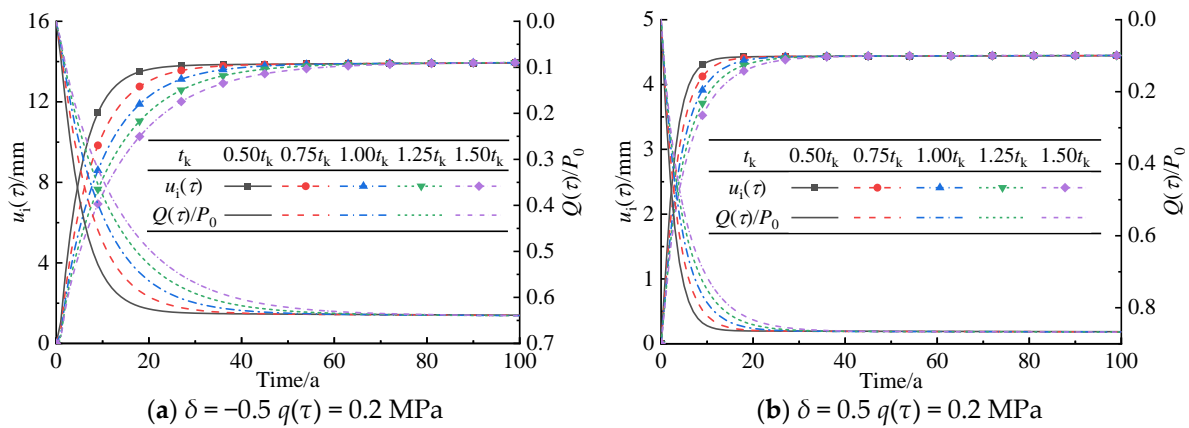 16
14
12
8
4
0
u_i(τ)/mm
0.0
0.1
0.2
0.3
0.4
0.5
0.6
0.7
Q(τ)/P_0
t_k 0.50t_k 0.75t_k 1.00t_k 1.25t_k 1.50t_k
u_i(τ)
Q(τ)/P_0
0 20 40 60 80 100
Time/a
(a) δ = −0.5 q(τ) = 0.2 MPa
5
4
3
2
1
0
u_i(τ)/mm
0.0
0.2
0.4
0.6
0.8
Q(τ)/P_0
t_k 0.50t_k 0.75t_k 1.00t_k 1.25t_k 1.50t_k
u_i(τ)
Q(τ)/P_0
0 20 40 60 80 100
Time/a
(b) δ = 0.5 q(τ) = 0.2 MPa